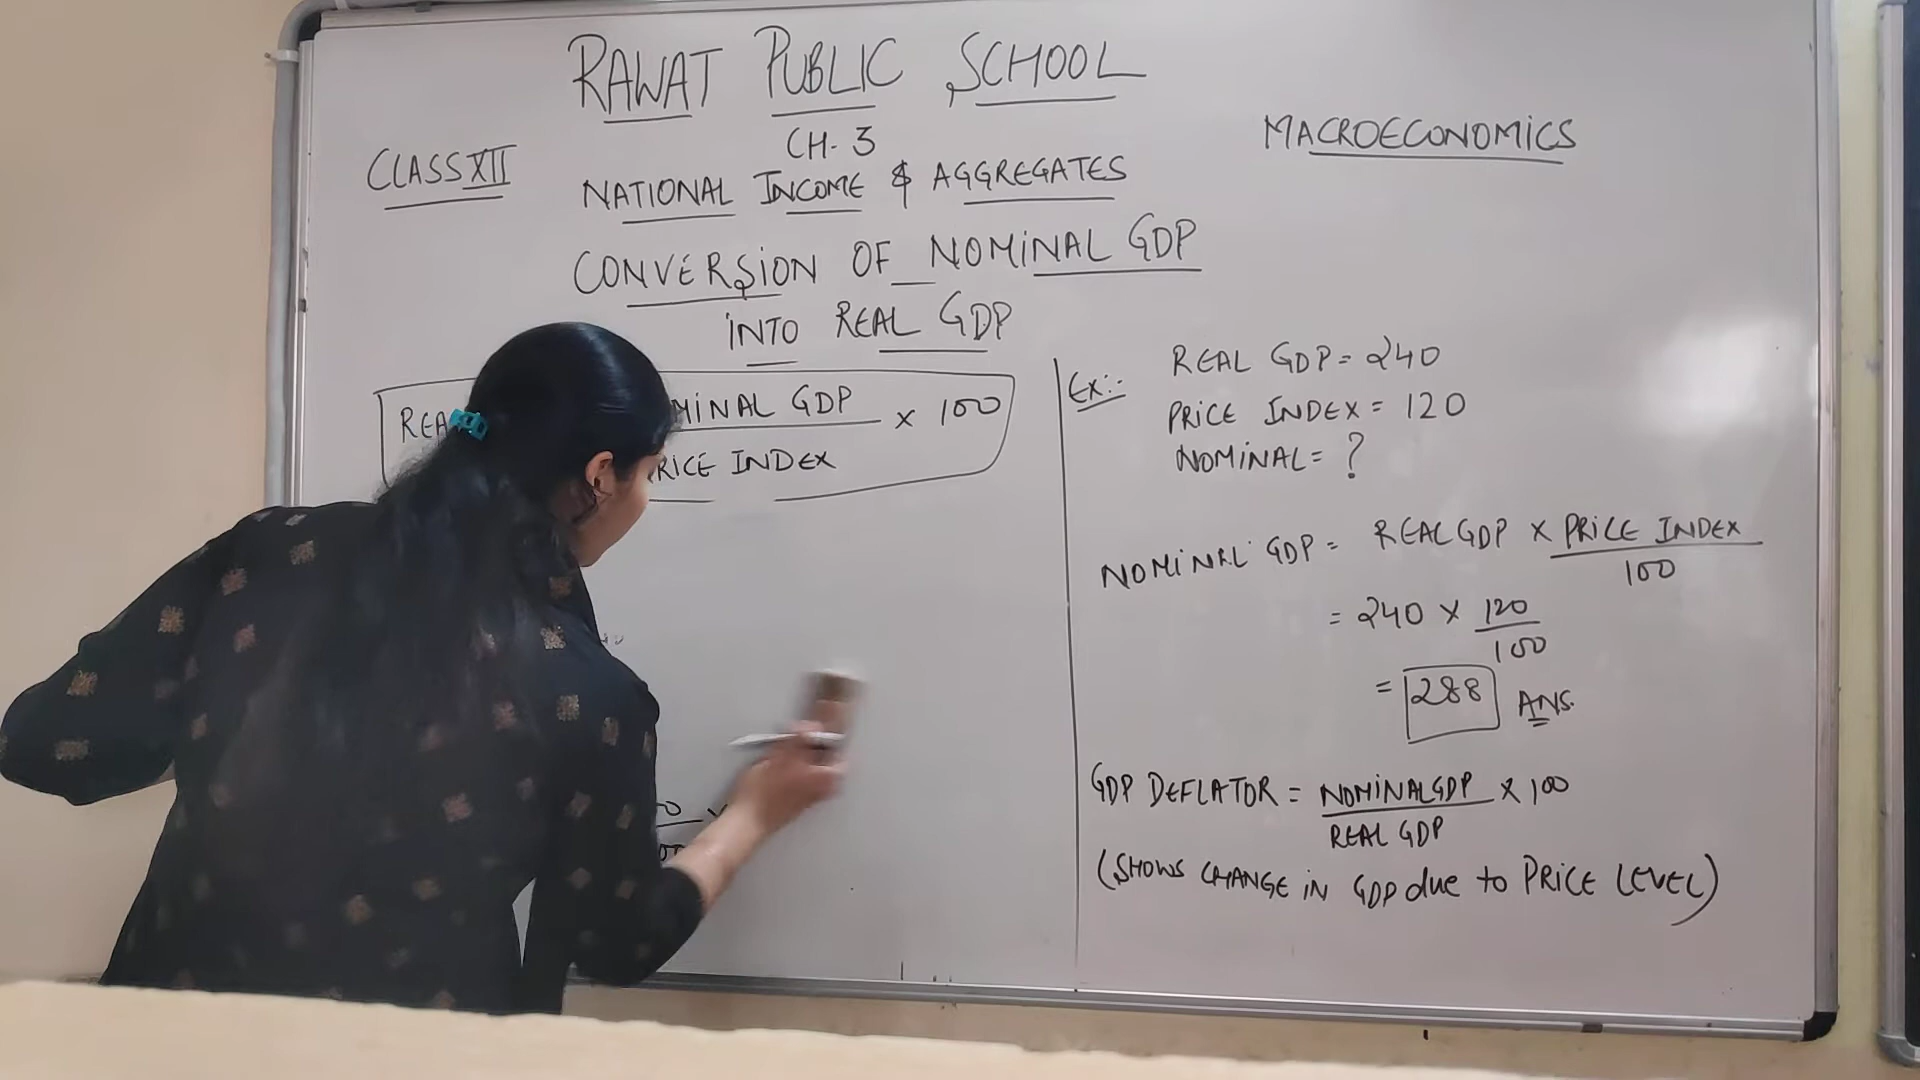 RAWAT PUBLIC SCHOOL
CH. 3
CLASS XII
MACROECONOMICS
NATIONAL INCOME & AGGREGATES
CONVERSION OF NOMINAL GDP
INTO REAL GDP
REA MINAL GDP × 100
RICE INDEX
Ex:-
REAL GDP = 240
PRICE INDEX = 120
NOMINAL = ?
NOMINAL GDP = REAL GDP × PRICE INDEX
100
= 240 × 120
100
= 288 ANS.
GDP DEFLATOR = NOMINAL GDP × 100
REAL GDP
(SHOWS CHANGE IN GDP due to PRICE LEVEL)